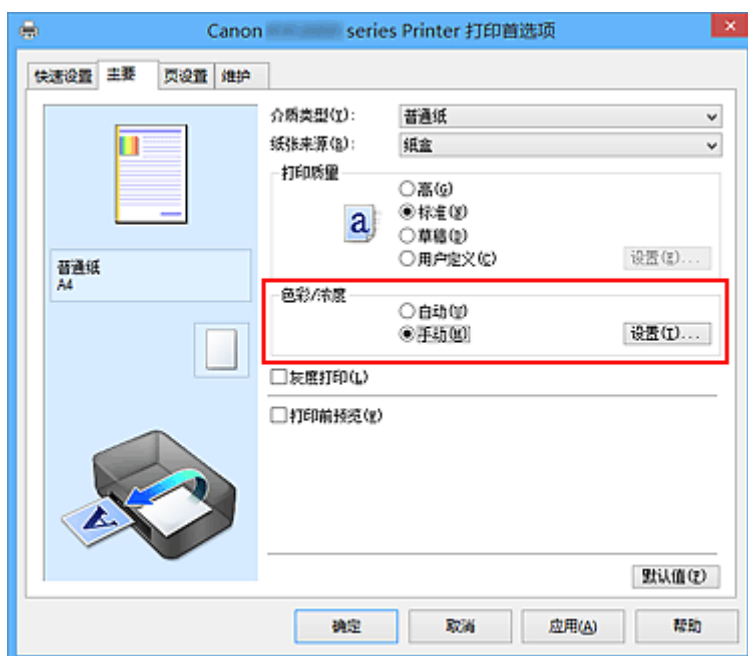 Canon series Printer 打印首选项
快速设置 主要 页设置 维护
介质类型(Y): 普通纸
纸张来源(B): 纸盒
打印质量
高(G)
a
标准(S)
草稿(D)
用户定义(C) 设置(E)...
普通纸
A4
色彩/浓度
自动(U)
手动(M) 设置(T)...
灰度打印(L)
打印前预览(W)
A
默认值(F)
确定 取消 应用(A) 帮助